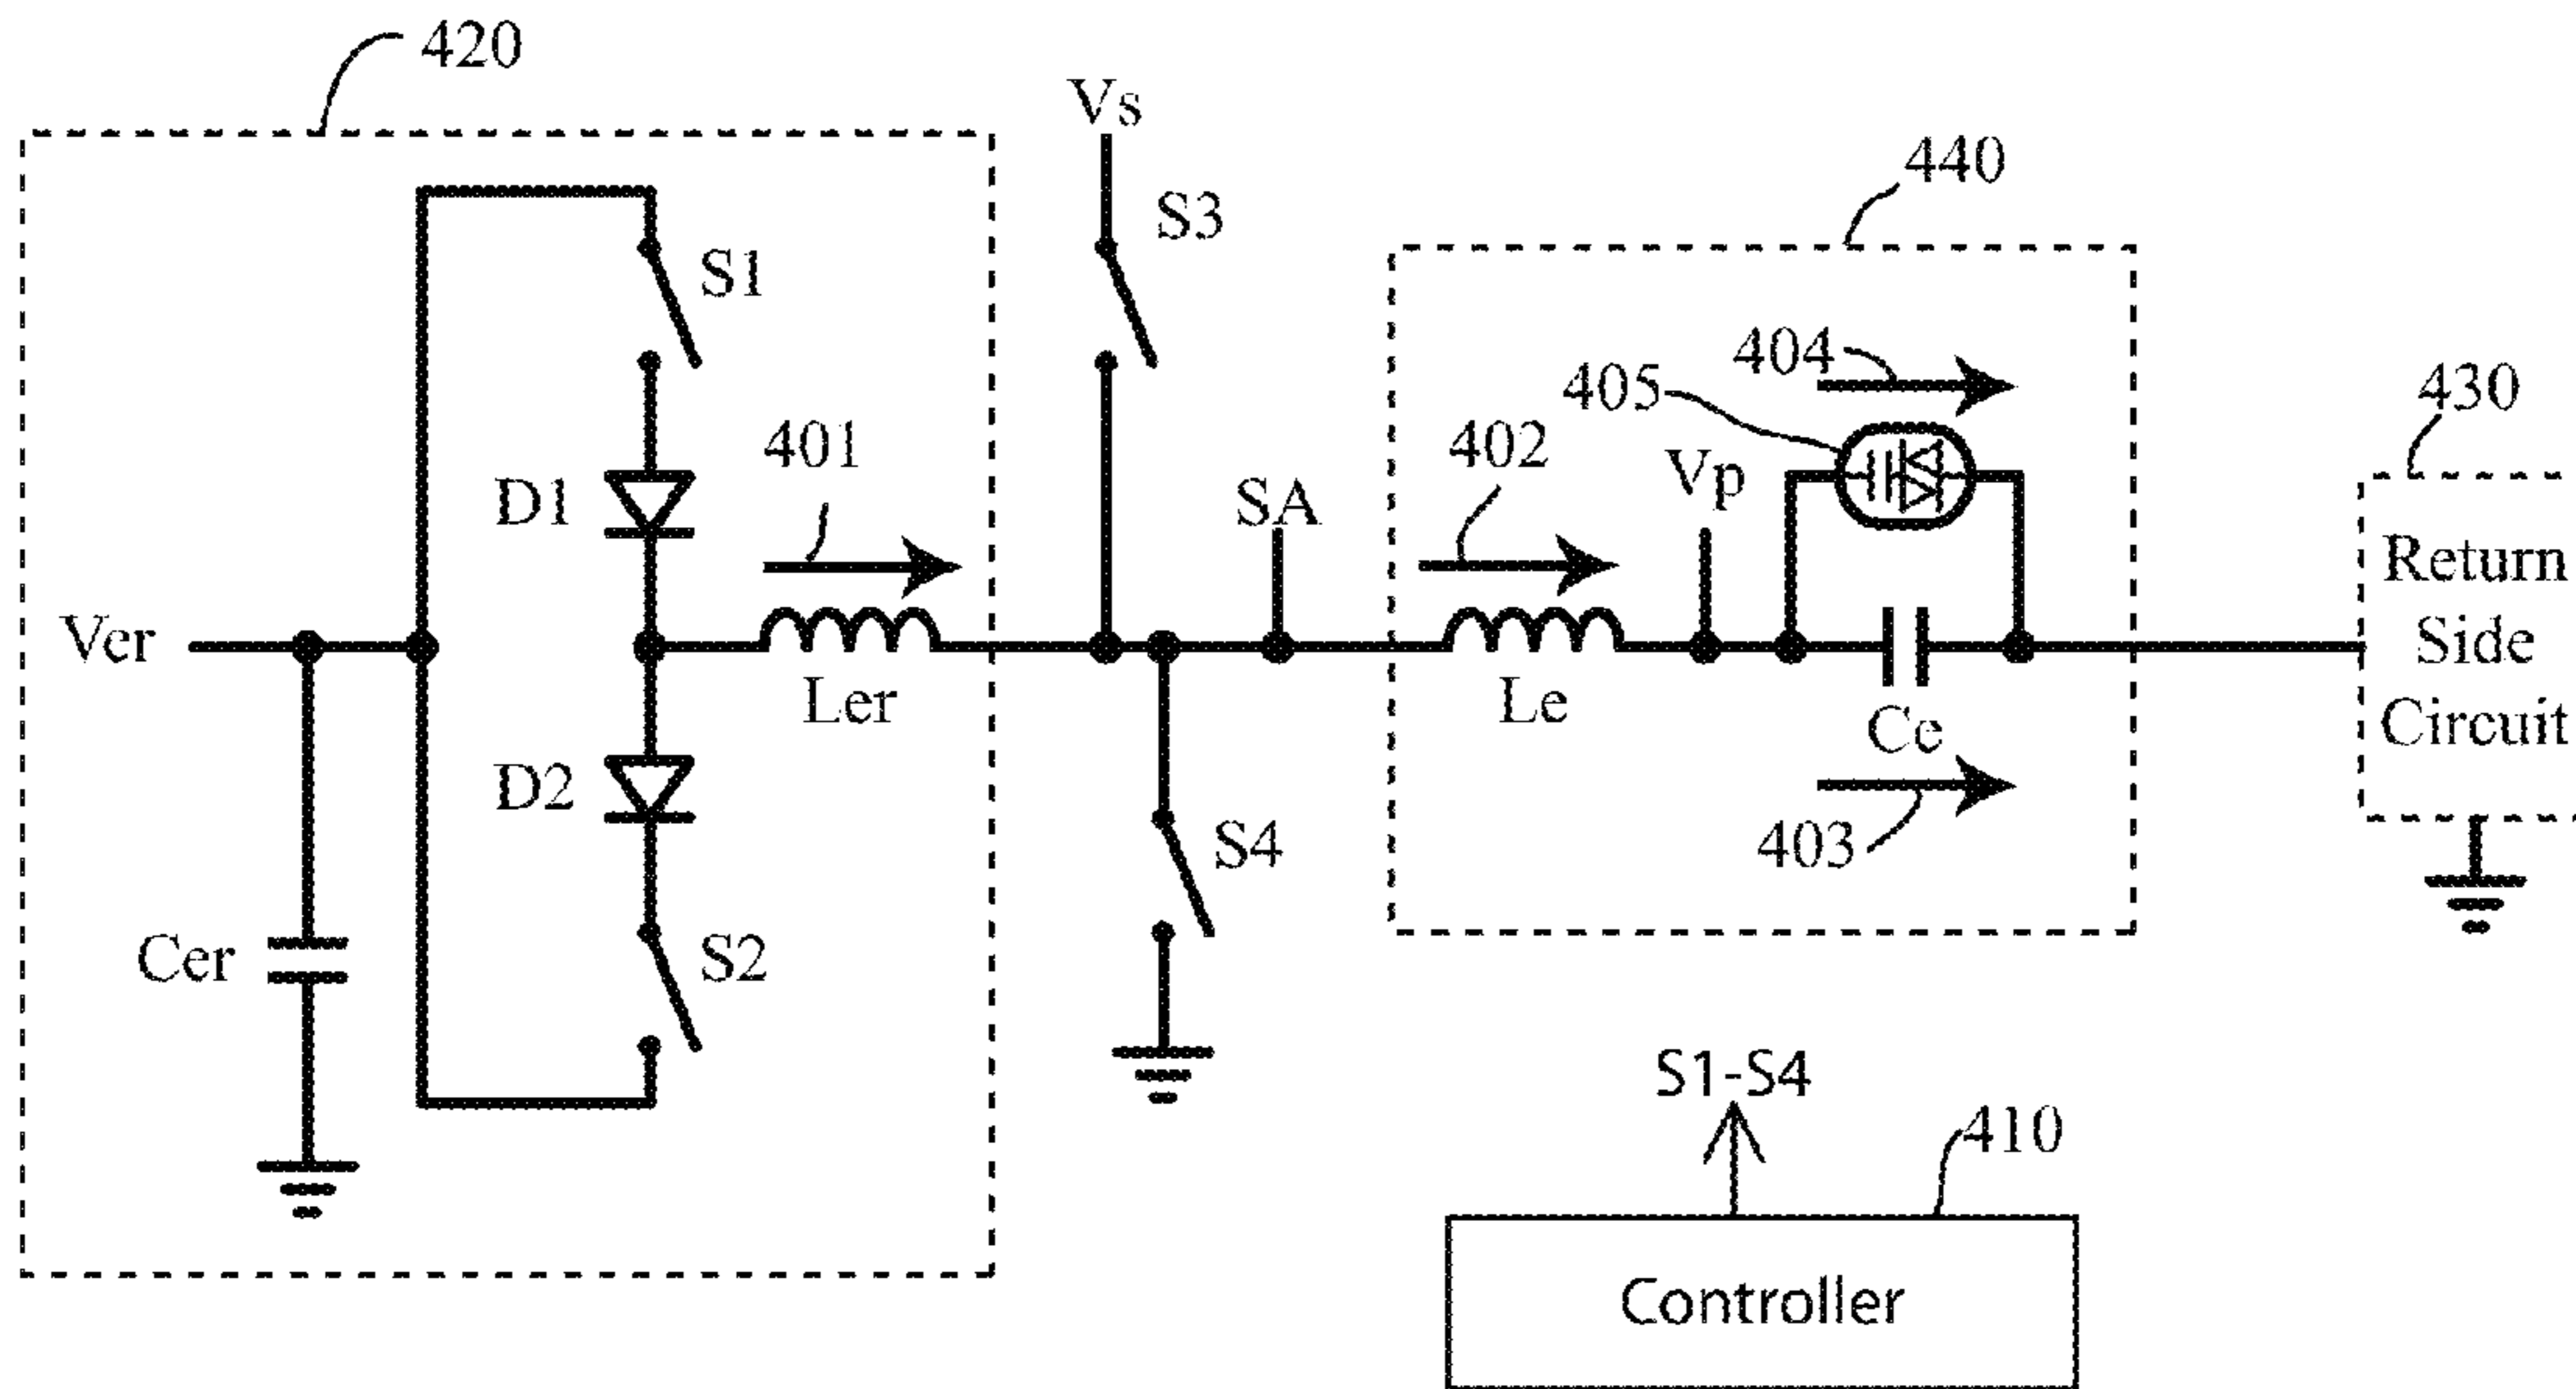 420
Vs
440
S3
S1
404
405
430
401
402
Vp
D1
SA
Return
Side
Circuit
Ver
Ler
Le
Ce
D2
S4
403
Cer
S2
S1-S4
410
Controller